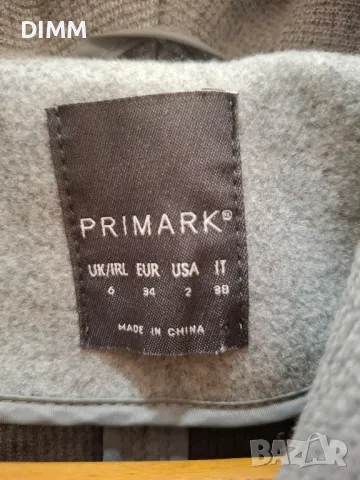 DIMM
PRIMARK®
UK/IRL EUR USA IT
6 34 2 38
MADE IN CHINA
BAZAR